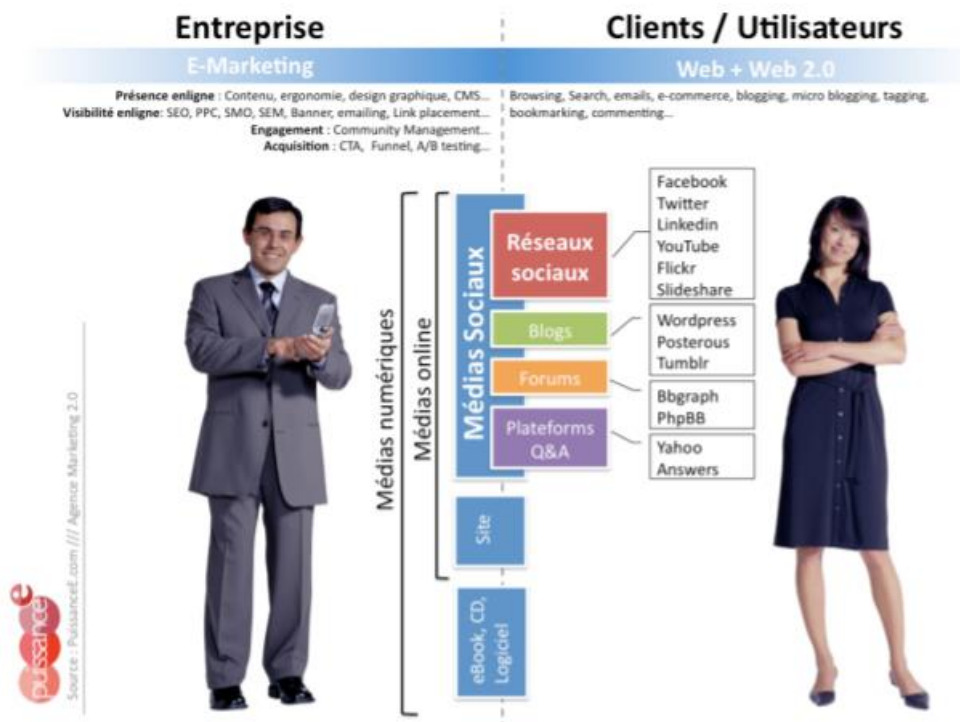 Entreprise
Clients / Utilisateurs
E-Marketing
Web + Web 2.0
Présence enligne : Contenu, ergonomie, design graphique, CMS...
Visibilité enligne: SEO, PPC, SMO, SEM, Banner, emailing, Link placement...
Engagement : Community Management...
Acquisition : CTA, Funnel, A/B testing...
Browsing, Search, emails, e-commerce, blogging, micro blogging, tagging,
bookmarking, commenting...
Médias numériques
Médias online
Médias Sociaux
Réseaux
sociaux
Facebook
Twitter
Linkedin
YouTube
Flickr
Slideshare
Blogs
Wordpress
Posterous
Tumblr
Forums
Bbgraph
PhpBB
Plateforms
Q&A
Yahoo
Answers
Site
eBook, CD,
Logiciel
puissance e
Source : PuissanceE.com /// Agence Marketing 2.0